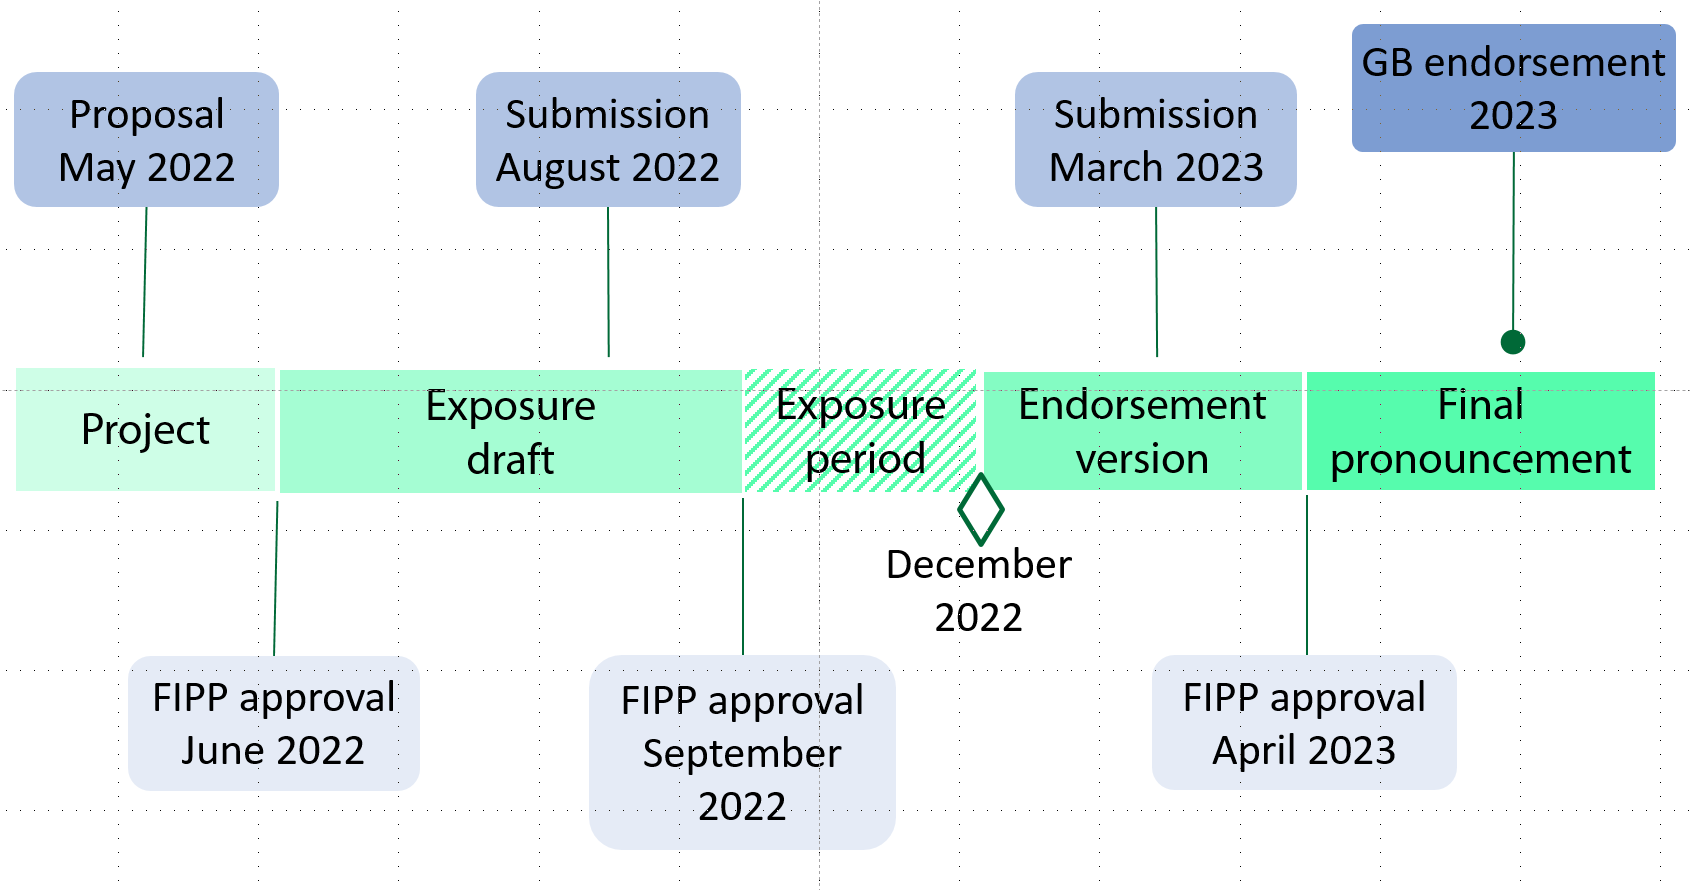 Proposal
May 2022
Submission
August 2022
Submission
March 2023
GB endorsement
2023
Project
Exposure
draft
Exposure
period
Endorsement
version
Final
pronouncement
December
2022
FIPP approval
June 2022
FIPP approval
September
2022
FIPP approval
April 2023